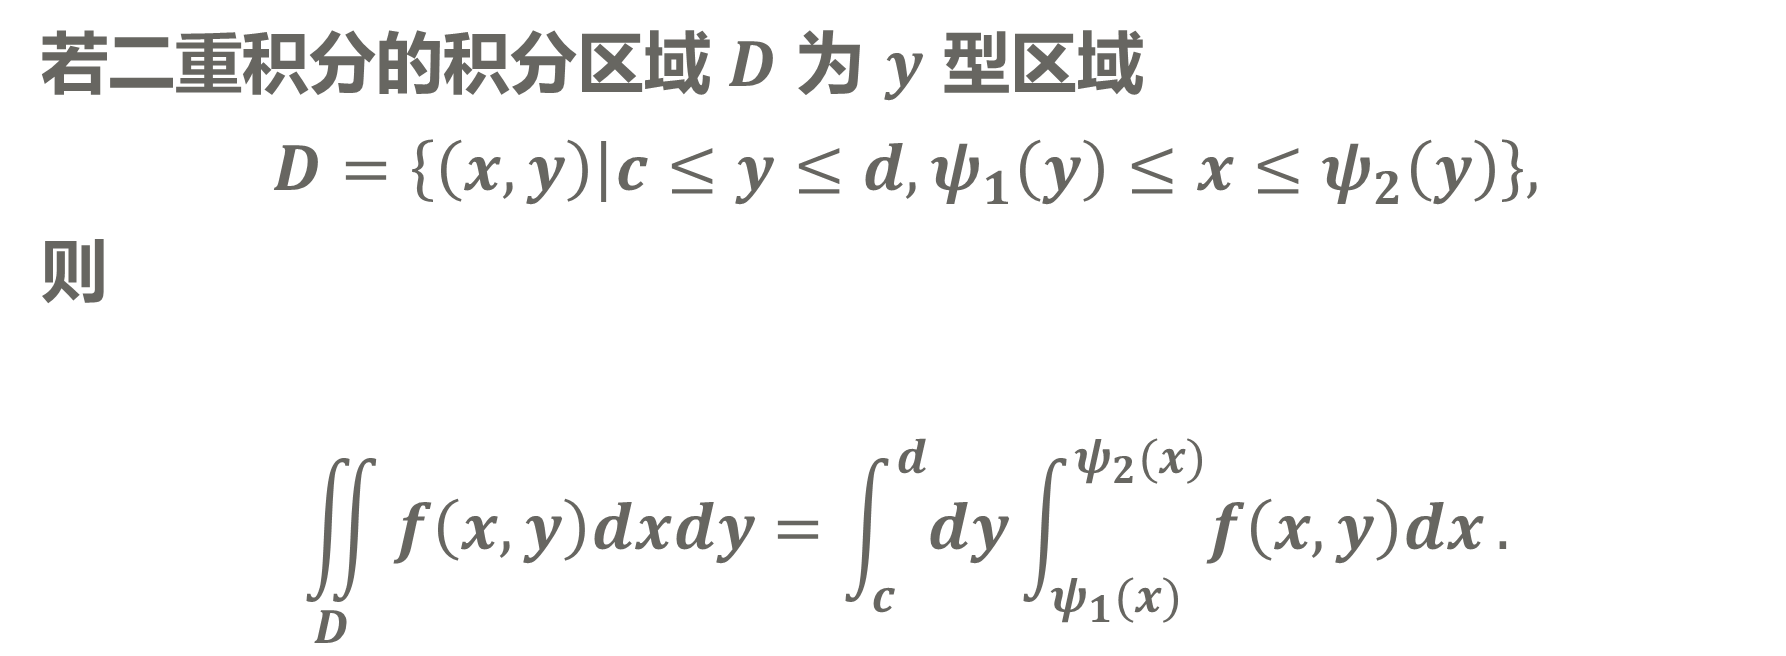 若二重积分的积分区域 D 为 y 型区域
D = {(x, y)|c ≤ y ≤ d, ψ₁(y) ≤ x ≤ ψ₂(y)},
则
∬_D f(x, y)dxdy = ∫_c^d dy ∫_{ψ₁(x)}^{ψ₂(x)} f(x, y)dx .